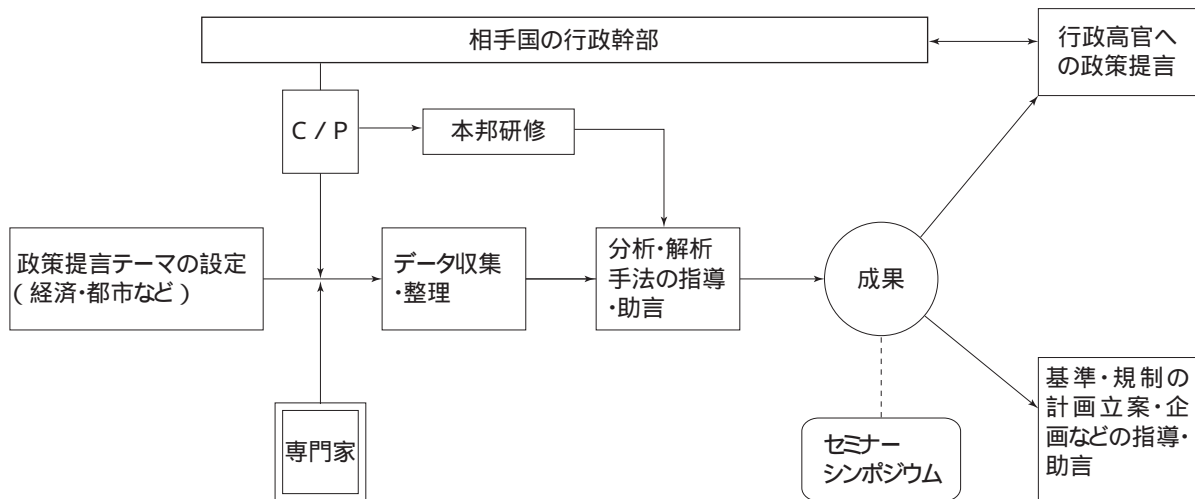 相手国の行政幹部
行政高官へ
の政策提言
C / P
本邦研修
政策提言テーマの設定
( 経済・都市など )
データ収集
・整理
分析・解析
手法の指導
・助言
成果
専門家
セミナー
シンポジウム
基準・規制の
計画立案・企
画などの指導・
助言